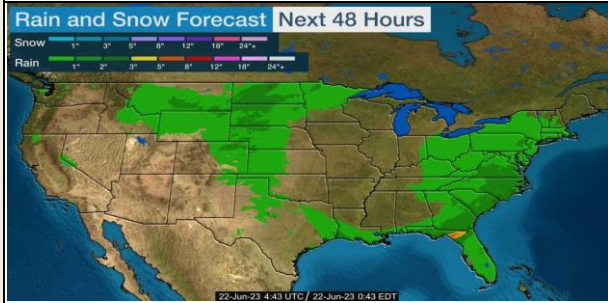 Rain and Snow Forecast Next 48 Hours
Snow
1" 3" 5" 8" 12" 18" 24"+
Rain
1" 2" 3" 5" 8" 12" 18" 24"+
22-Jun-23 4:43 UTC / 22-Jun-23 0:43 EDT